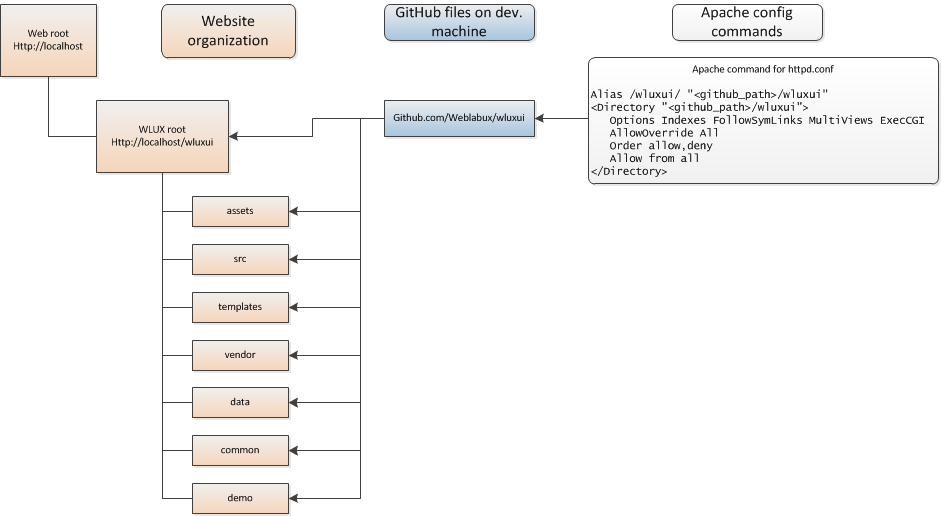 Web root
Http://localhost
Website
organization
GitHub files on dev.
machine
Apache config
commands
Apache command for httpd.conf
Alias /wluxui/ "<github_path>/wluxui"
<Directory "<github_path>/wluxui">
Options Indexes FollowSymLinks MultiViews ExecCGI
AllowOverride All
Order allow,deny
Allow from all
</Directory>
WLUX root
Http://localhost/wluxui
Github.com/Weblabux/wluxui
assets
src
templates
vendor
data
common
demo